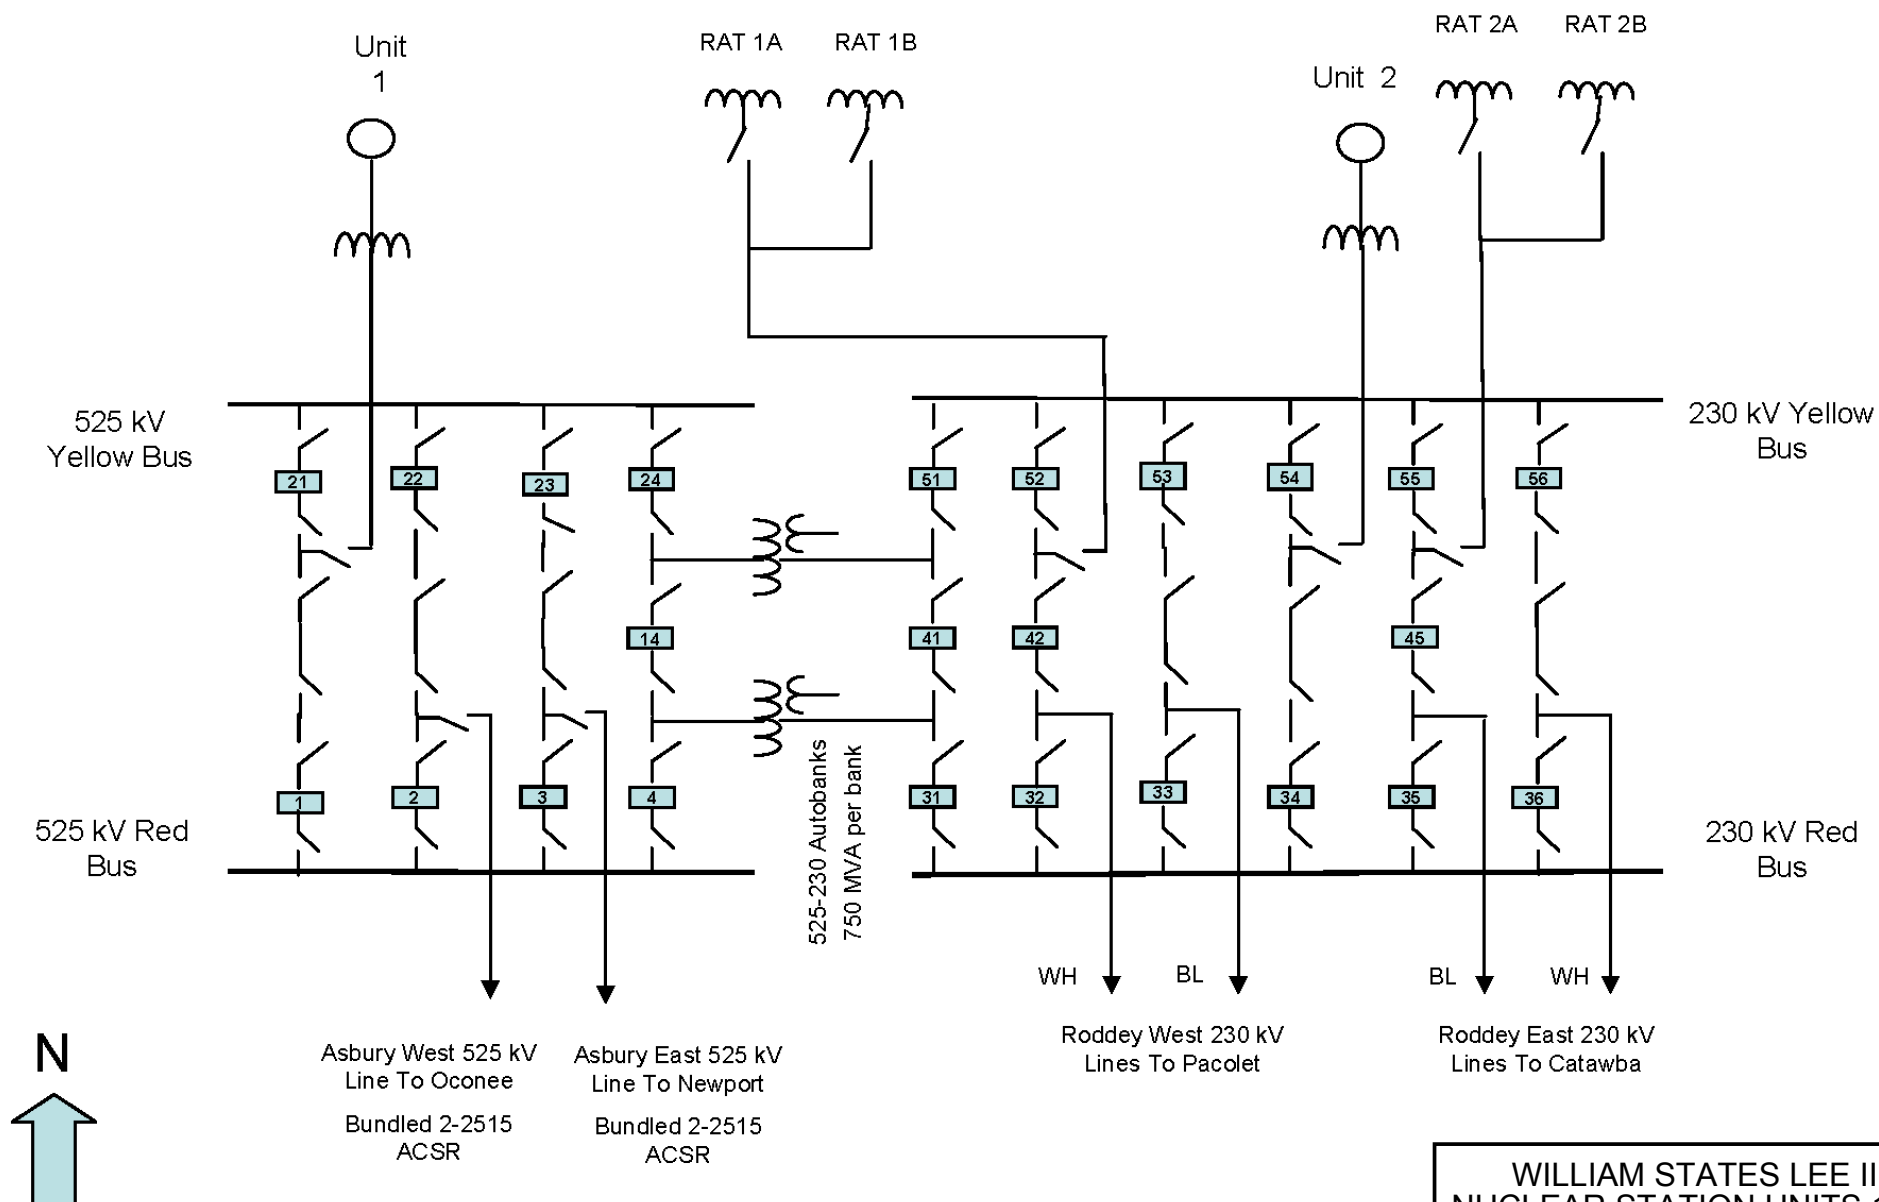 RAT 2A
RAT 2B
Unit
1
RAT 1A
RAT 1B
Unit 2
525 kV
Yellow Bus
230 kV Yellow
Bus
21
22
23
24
51
52
53
54
55
56
14
41
42
45
1
2
3
4
31
32
33
34
35
36
525 kV Red
Bus
230 kV Red
Bus
525-230 Autobanks
750 MVA per bank
WH
BL
BL
WH
Asbury West 525 kV
Line To Oconee
Bundled 2-2515
ACSR
Asbury East 525 kV
Line To Newport
Bundled 2-2515
ACSR
Roddey West 230 kV
Lines To Pacolet
Roddey East 230 kV
Lines To Catawba
N
WILLIAM STATES LEE II
NUCLEAR STATION UNITS